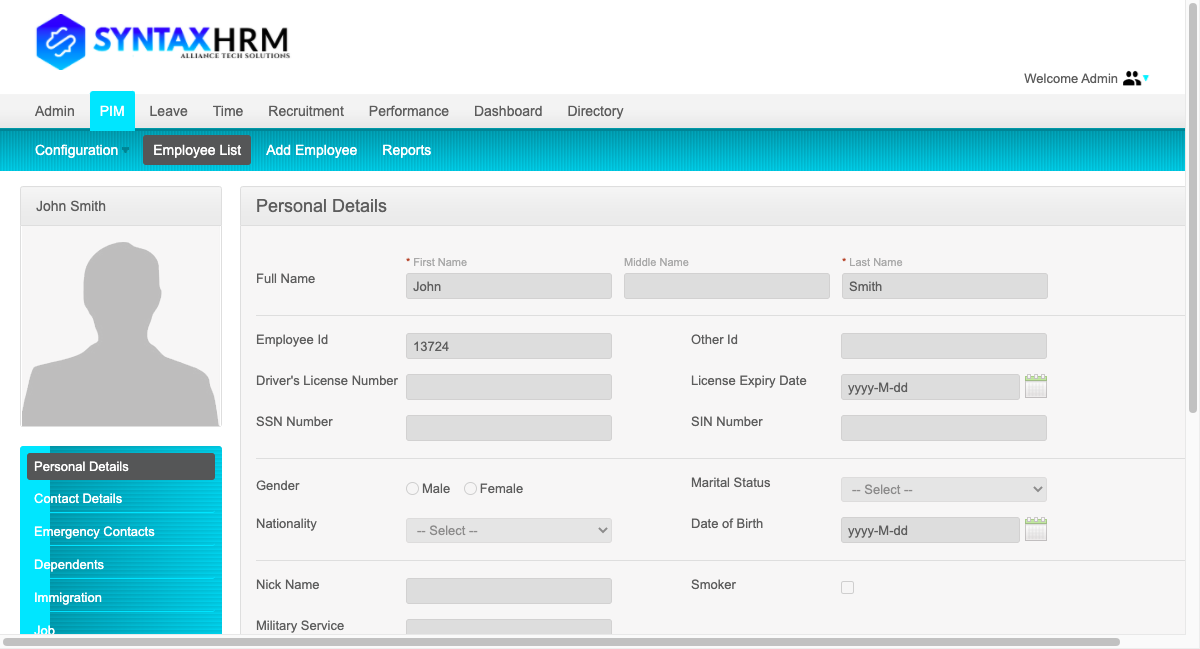 SYNTAXHRM
ALLIANCE TECH SOLUTIONS
Welcome Admin
Admin PIM Leave Time Recruitment Performance Dashboard Directory
Configuration Employee List Add Employee Reports
John Smith
Personal Details
* First Name Middle Name * Last Name
Full Name
John Smith
Employee Id 13724 Other Id
Driver's License Number License Expiry Date yyyy-M-dd
SSN Number SIN Number
Gender Male Female Marital Status -- Select --
Nationality -- Select -- Date of Birth yyyy-M-dd
Nick Name Smoker
Military Service
Personal Details
Contact Details
Emergency Contacts
Dependents
Immigration
Job